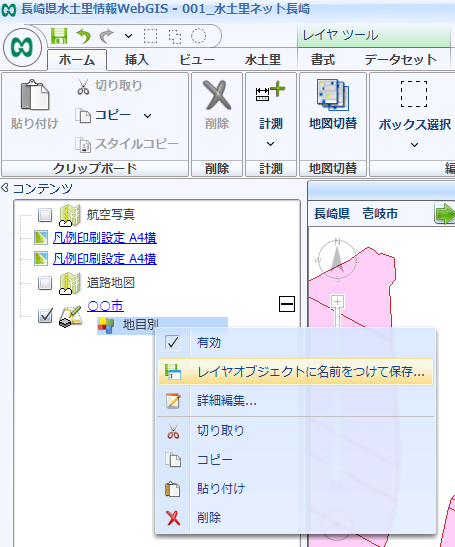 長崎県水土里情報WebGIS - 001_水土里ネット長崎
レイヤ ツール
ホーム 挿入 ビュー 水土里 書式 データセット
貼り付け 切り取り コピー スタイルコピー 削除 計測 地図切替 ボックス選択
クリップボード 削除 計測 地図切替 編
コンテンツ
航空写真
凡例印刷設定 A4横
凡例印刷設定 A4横
道路地図
○○市
地目別
長崎県 壱岐市
N
有効
レイヤオブジェクトに名前をつけて保存...
詳細編集...
切り取り
コピー
貼り付け
削除